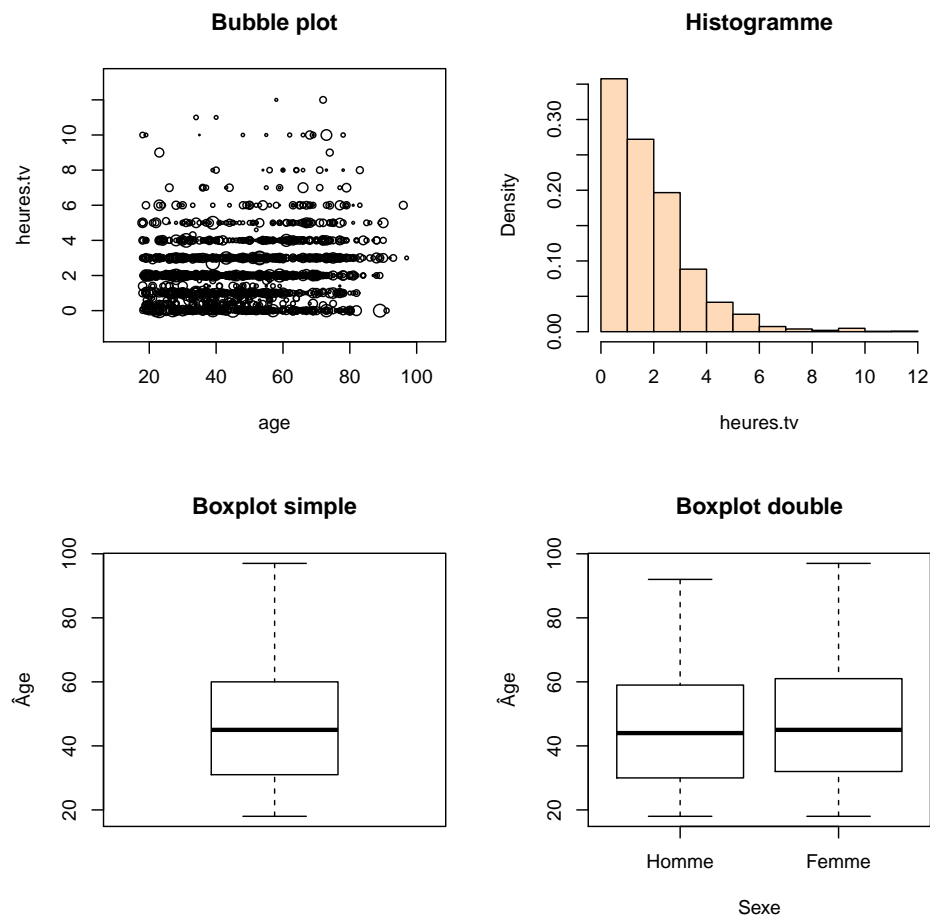 Bubble plot
heures.tv
0 2 4 6 8 10
20 40 60 80 100
age
Histogramme
Density
0.00 0.10 0.20 0.30
0 2 4 6 8 10 12
heures.tv
Boxplot simple
Âge
20 40 60 80 100
Boxplot double
Âge
20 40 60 80 100
Homme Femme
Sexe